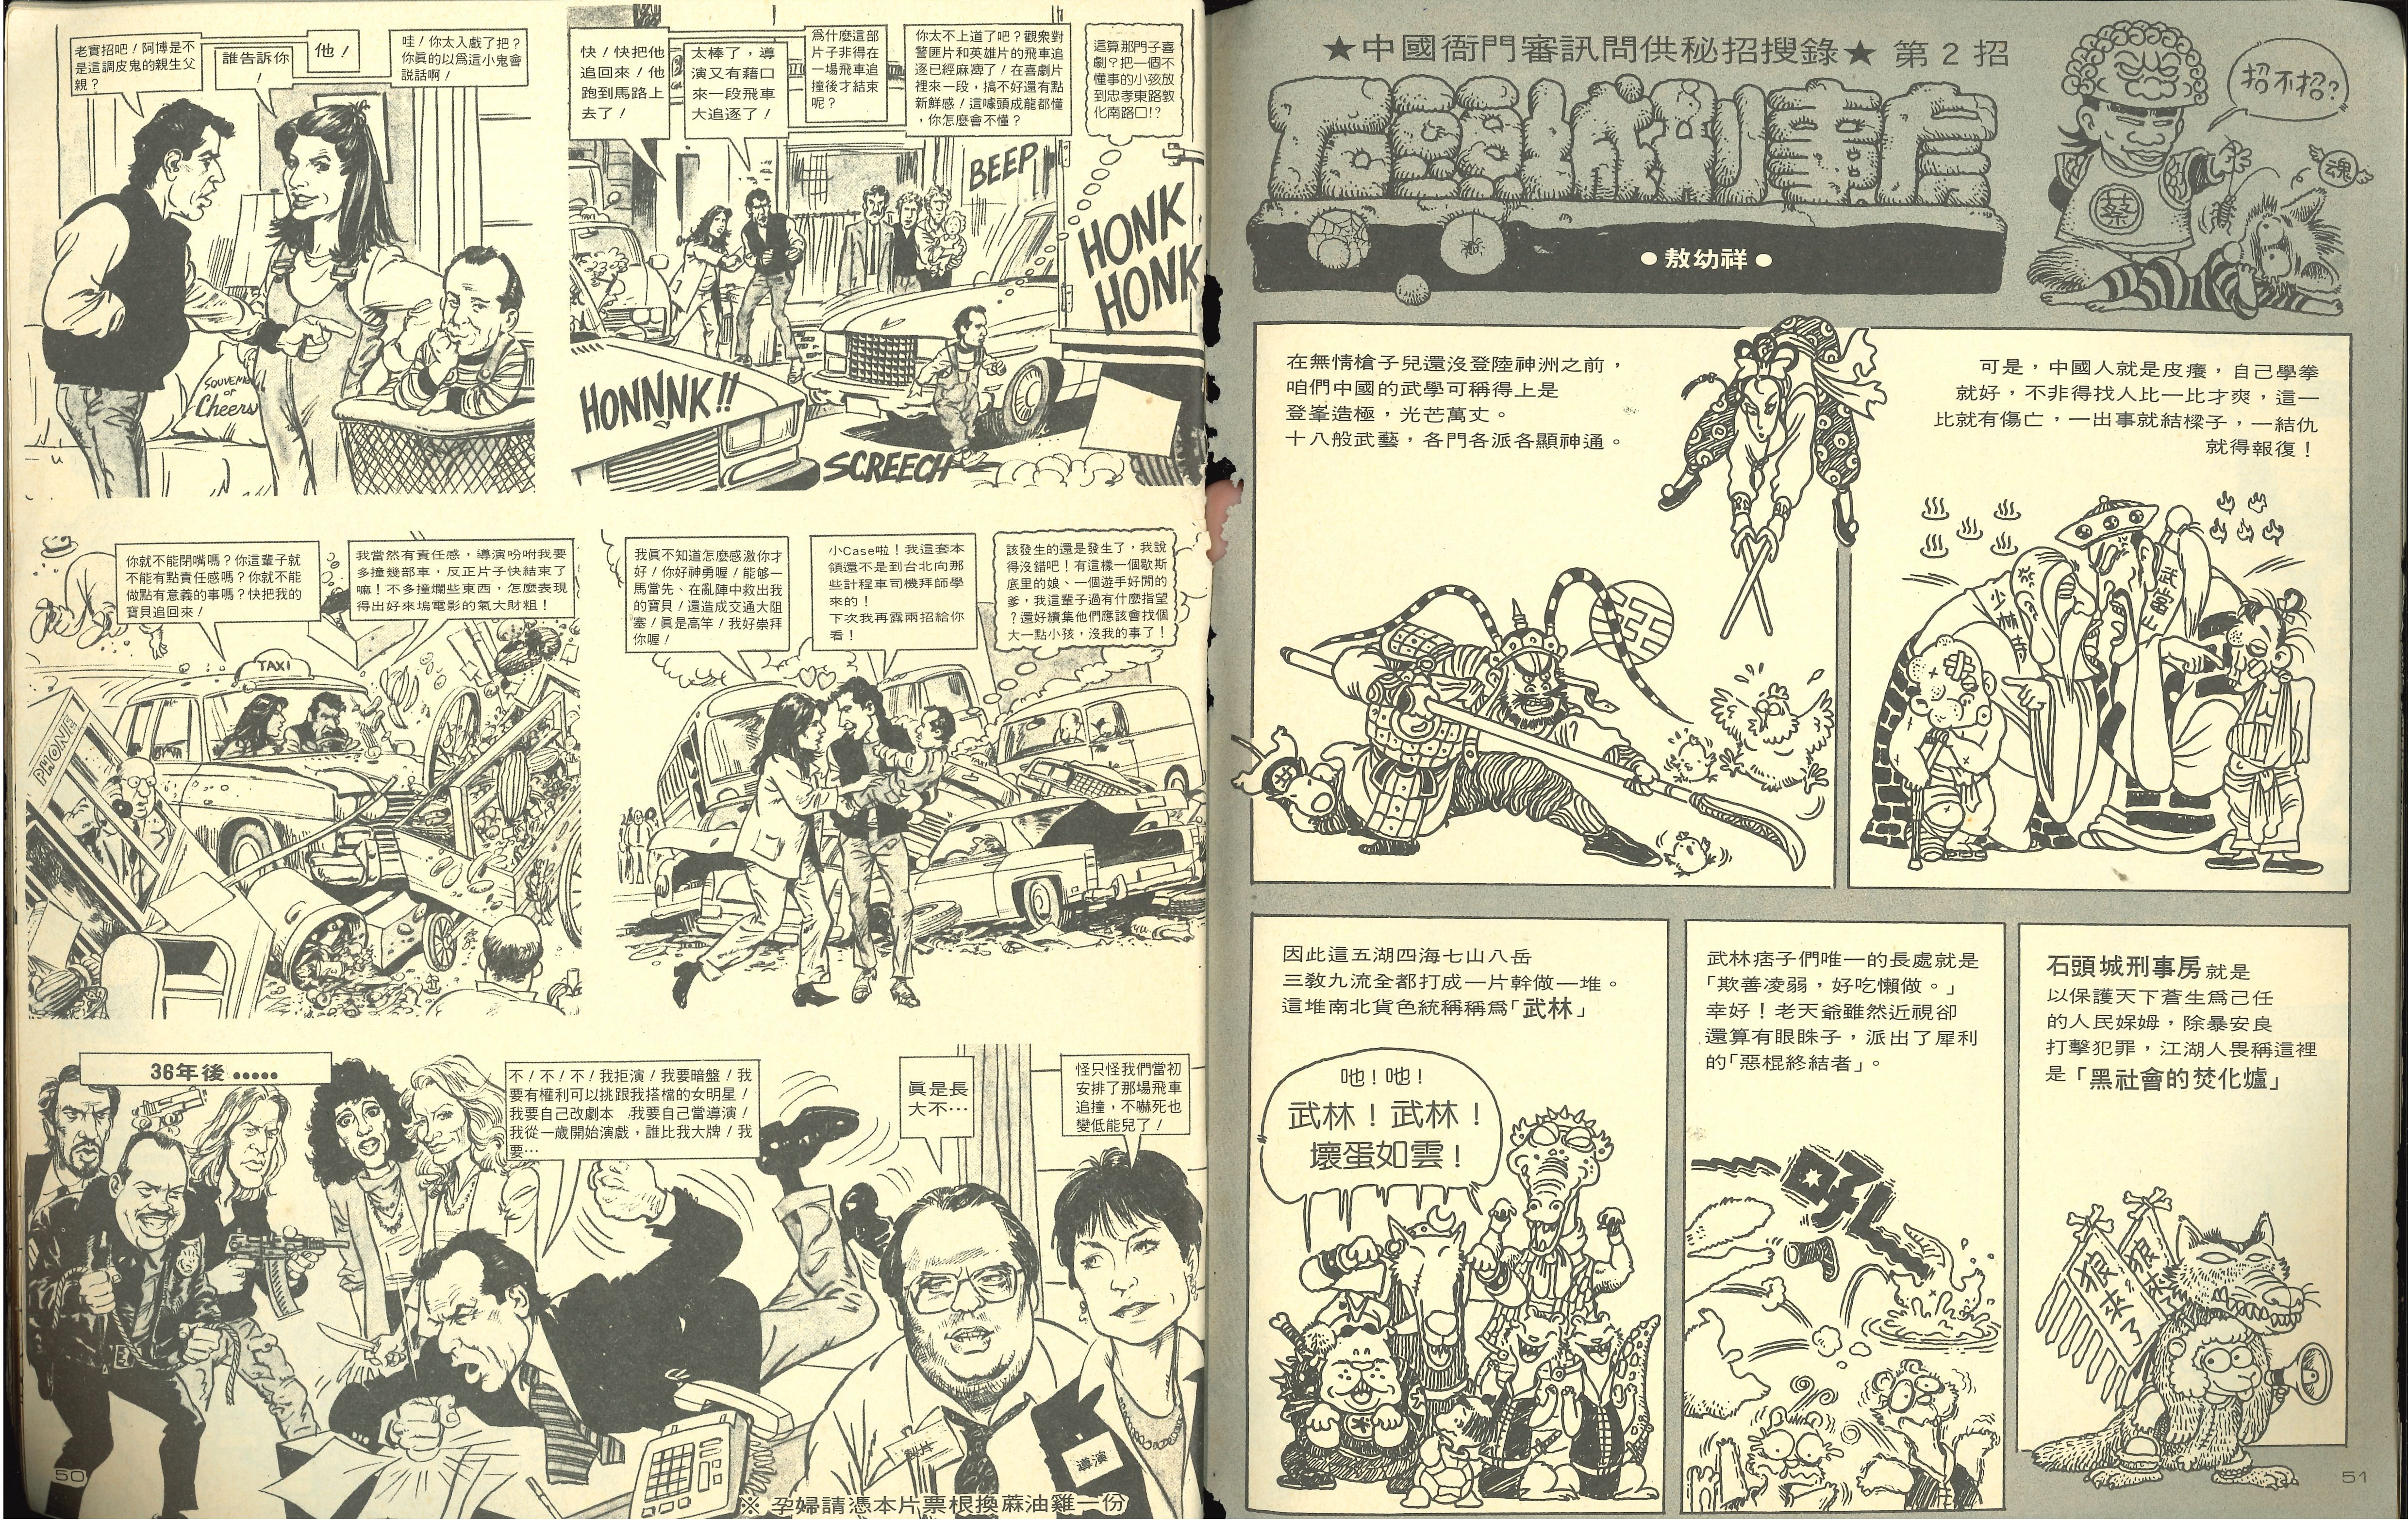 老實招吧！阿博是不
是這調皮鬼的親生父
親？
誰告訴你
！
他！
哇！你太入戲了把？
你眞的以爲這小鬼會
說話啊！
SOUVENIR
of
Cheers
快！快把他
追回來！他
跑到馬路上
去了！
太棒了，導
演又有藉口
來一段飛車
大追逐了！
爲什麼這部
片子非得在
一場飛車追
撞後才結束
呢？
你太不上道了吧？觀衆對
警匪片和英雄片的飛車追
逐已經麻痺了！在喜劇片
裡來一段，搞不好還有點
新鮮感！這噱頭成龍都懂
，你怎麼會不懂？
這算那門子喜
劇？把一個不
懂事的小孩放
到忠孝東路敦
化南路口!？
TAXI
BEEP
HONK
HONK
HONNNK!!
SCREECH
你就不能閉嘴嗎？你這輩子就
不能有點責任感嗎？你就不能
做點有意義的事嗎？快把我的
寶貝追回來！
我當然有責任感，導演吩咐我要
多撞幾部車，反正片子快結束了
嘛！不多撞爛些東西，怎麼表現
得出好來塢電影的氣大財粗！
TAXI
PHONE
我眞不知道怎麼感激你才
好！你好神勇喔！能夠一
馬當先、在亂陣中救出我
的寶貝！還造成交通大阻
塞！眞是高竿！我好崇拜
你喔！
小Case啦！我這套本
領還不是到台北向那
些計程車司機拜師學
來的！
下次我再露兩招給你
看！
該發生的還是發生了，我說
得沒錯吧！有這樣一個歇斯
底里的娘、一個遊手好閒的
爹，我這輩子過有什麼指望
？還好續集他們應該會找個
大一點小孩，沒我的事了！
TAXI
36年後……
不！不！不！我拒演！我要暗盤！我
要有權利可以挑跟我搭檔的女明星！
我要自己改劇本　我要自己當導演！
我從一歲開始演戲，誰比我大牌！我
要…
眞是長
大不…
怪只怪我們當初
安排了那場飛車
追撞，不嚇死也
變低能兒了！
導演
※ 孕婦請憑本片票根換蔴油雞一份
50
★中國衙門審訊問供秘招搜錄★ 第2招
石頭城刑事房
●敖幼祥●
招不招？
魂
蔡
在無情槍子兒還沒登陸神洲之前，
咱們中國的武學可稱得上是
登峯造極，光芒萬丈。
十八般武藝，各門各派各顯神通。
可是，中國人就是皮癢，自己學拳
就好，不非得找人比一比才爽，這一
比就有傷亡，一出事就結樑子，一結仇
就得報復！
因此這五湖四海七山八岳
三敎九流全都打成一片幹做一堆。
這堆南北貨色統稱稱爲「武林」
吔！吔！
武林！武林！
壞蛋如雲！
武林痞子們唯一的長處就是
「欺善凌弱，好吃懶做。」
幸好！老天爺雖然近視卻
還算有眼眛子，派出了犀利
的「惡棍終結者」。
石頭城刑事房就是
以保護天下蒼生爲己任
的人民媬姆，除暴安良
打擊犯罪，江湖人畏稱這裡
是「黑社會的焚化爐」
狼來了
狼來了
51